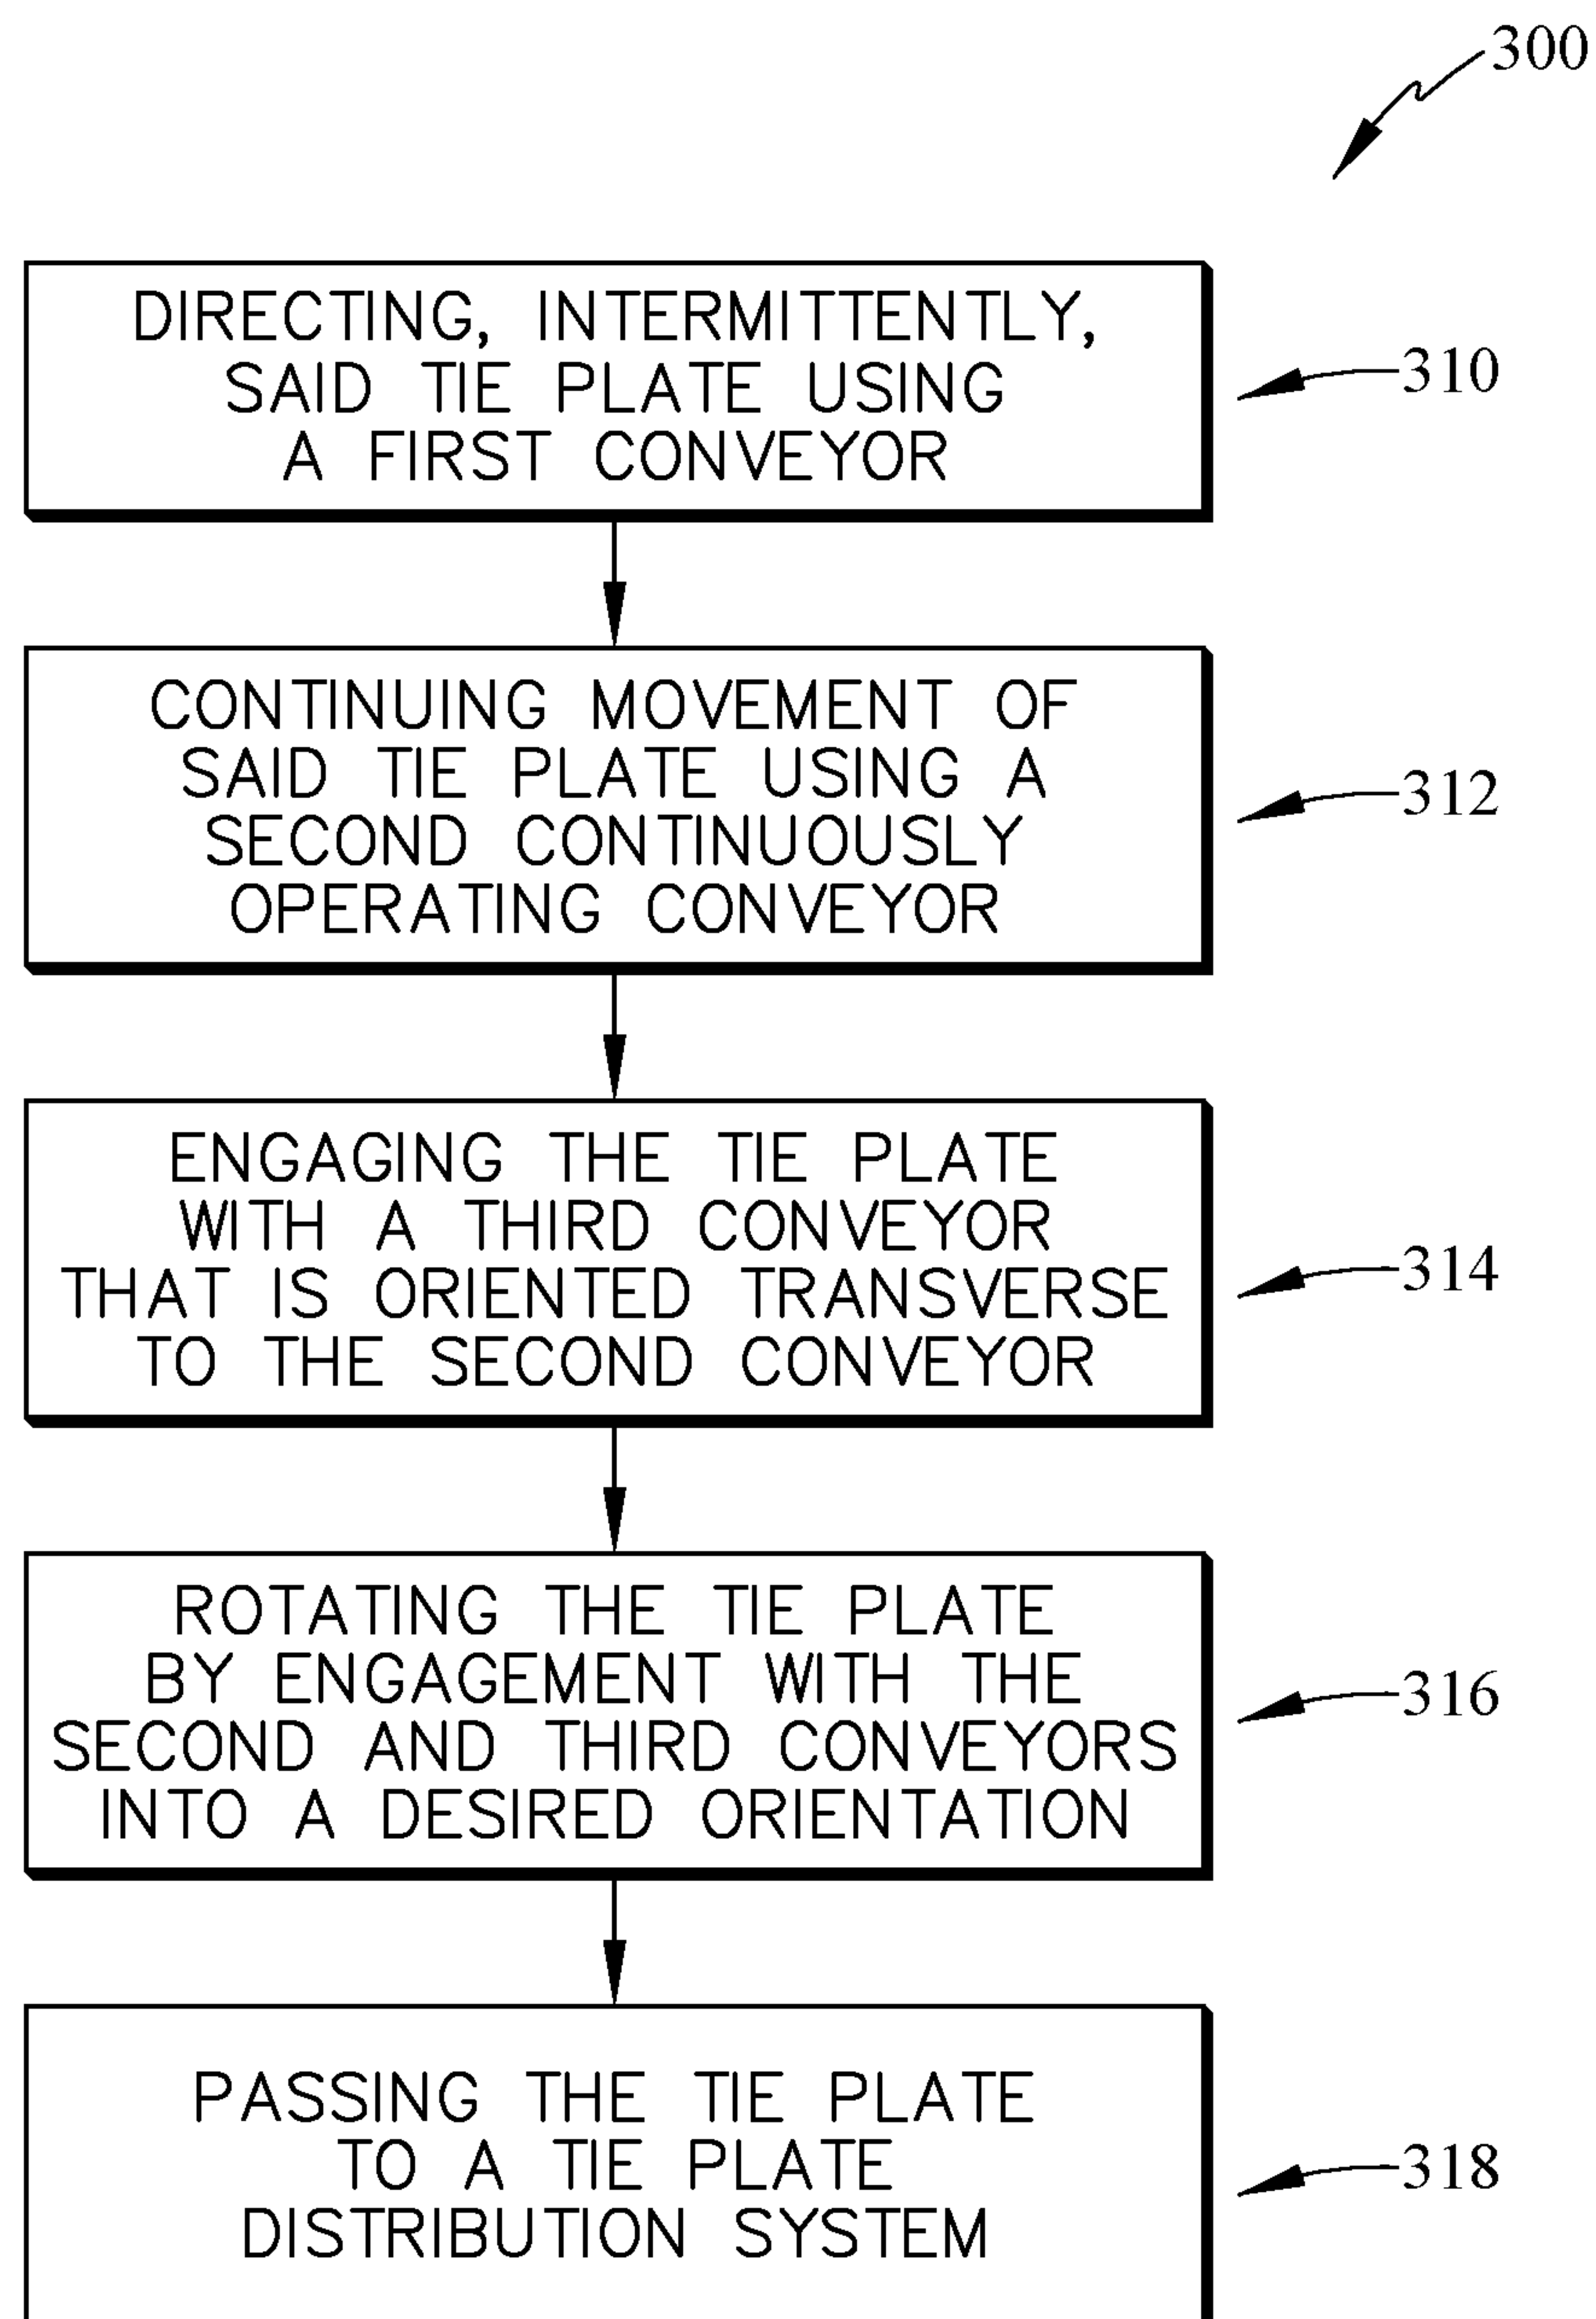 300
DIRECTING, INTERMITTENTLY,
SAID TIE PLATE USING
A FIRST CONVEYOR
310
CONTINUING MOVEMENT OF
SAID TIE PLATE USING A
SECOND CONTINUOUSLY
OPERATING CONVEYOR
312
ENGAGING THE TIE PLATE
WITH A THIRD CONVEYOR
THAT IS ORIENTED TRANSVERSE
TO THE SECOND CONVEYOR
314
ROTATING THE TIE PLATE
BY ENGAGEMENT WITH THE
SECOND AND THIRD CONVEYORS
INTO A DESIRED ORIENTATION
316
PASSING THE TIE PLATE
TO A TIE PLATE
DISTRIBUTION SYSTEM
318